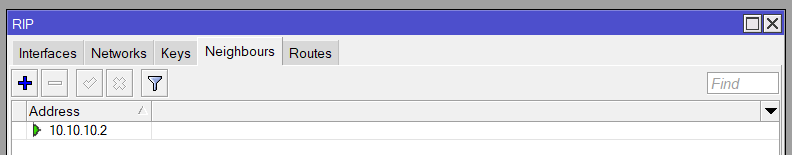 RIP
Interfaces Networks Keys Neighbours Routes
Find
Address
10.10.10.2